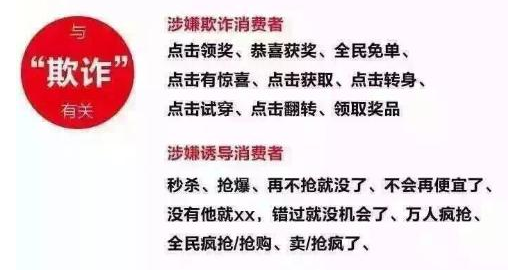 与
“欺诈”
有关
涉嫌欺诈消费者
点击领奖、恭喜获奖、全民免单、
点击有惊喜、点击获取、点击转身、
点击试穿、点击翻转、领取奖品
涉嫌诱导消费者
秒杀、抢爆、再不抢就没了、不会再便宜了、
没有他就xx，错过就没机会了、万人疯抢、
全民疯抢/抢购、卖/抢疯了、